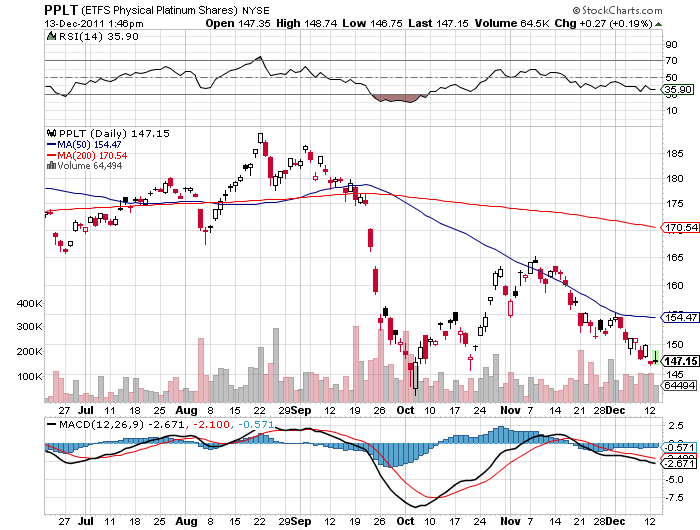 PPLT (ETFS Physical Platinum Shares) NYSE © StockCharts.com
13-Dec-2011 1:46pm Open 147.35 High 148.74 Low 146.75 Last 147.15 Volume 64.5K Chg +0.27 (+0.19%)
RSI(14) 35.90
90
70
50
35.90
30
10
PPLT (Daily) 147.15
MA(50) 154.47
MA(200) 170.54
Volume 64,494
185
180
175
170.54
165
160
154.47
150
147.15
145
64494
400K
300K
200K
100K
27 Jul 11 18 25 Aug 8 15 22 Sep 12 19 26 Oct 10 17 24 Nov 7 14 21 28 Dec 12
MACD(12,26,9) -2.671, -2.100, -0.571
2.5
-0.571
-2.671
-5.0
-7.5
27 Jul 11 18 25 Aug 8 15 22 Sep 12 19 26 Oct 10 17 24 Nov 7 14 21 28 Dec 12